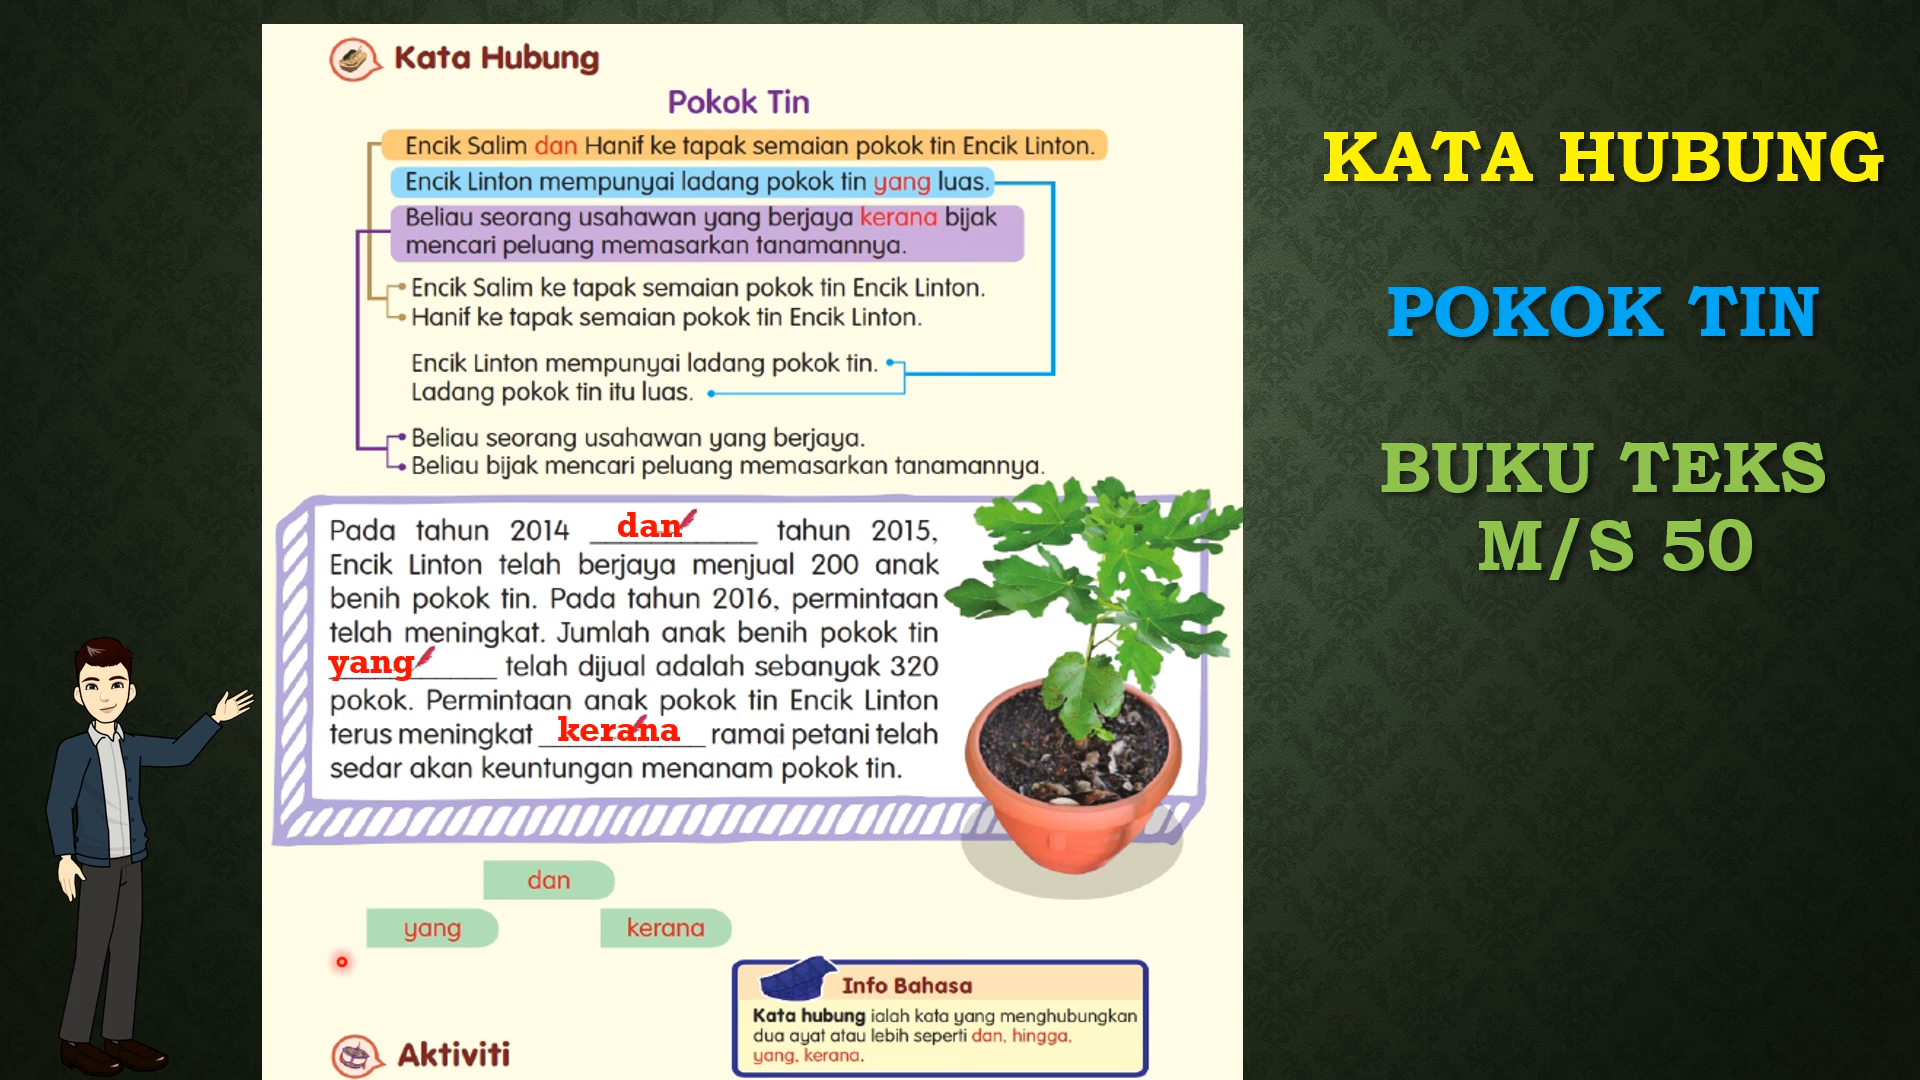 Kata Hubung
Pokok Tin
Encik Salim dan Hanif ke tapak semaian pokok tin Encik Linton.
Encik Linton mempunyai ladang pokok tin yang luas.
Beliau seorang usahawan yang berjaya kerana bijak
mencari peluang memasarkan tanamannya.
Encik Salim ke tapak semaian pokok tin Encik Linton.
Hanif ke tapak semaian pokok tin Encik Linton.
Encik Linton mempunyai ladang pokok tin.
Ladang pokok tin itu luas.
Beliau seorang usahawan yang berjaya.
Beliau bijak mencari peluang memasarkan tanamannya.
Pada tahun 2014 dan tahun 2015,
Encik Linton telah berjaya menjual 200 anak
benih pokok tin. Pada tahun 2016, permintaan
telah meningkat. Jumlah anak benih pokok tin
yang telah dijual adalah sebanyak 320
pokok. Permintaan anak pokok tin Encik Linton
terus meningkat kerana ramai petani telah
sedar akan keuntungan menanam pokok tin.
dan
yang kerana
Info Bahasa
Kata hubung ialah kata yang menghubungkan
dua ayat atau lebih seperti dan, hingga,
yang, kerana.
Aktiviti
KATA HUBUNG
POKOK TIN
BUKU TEKS
M/S 50